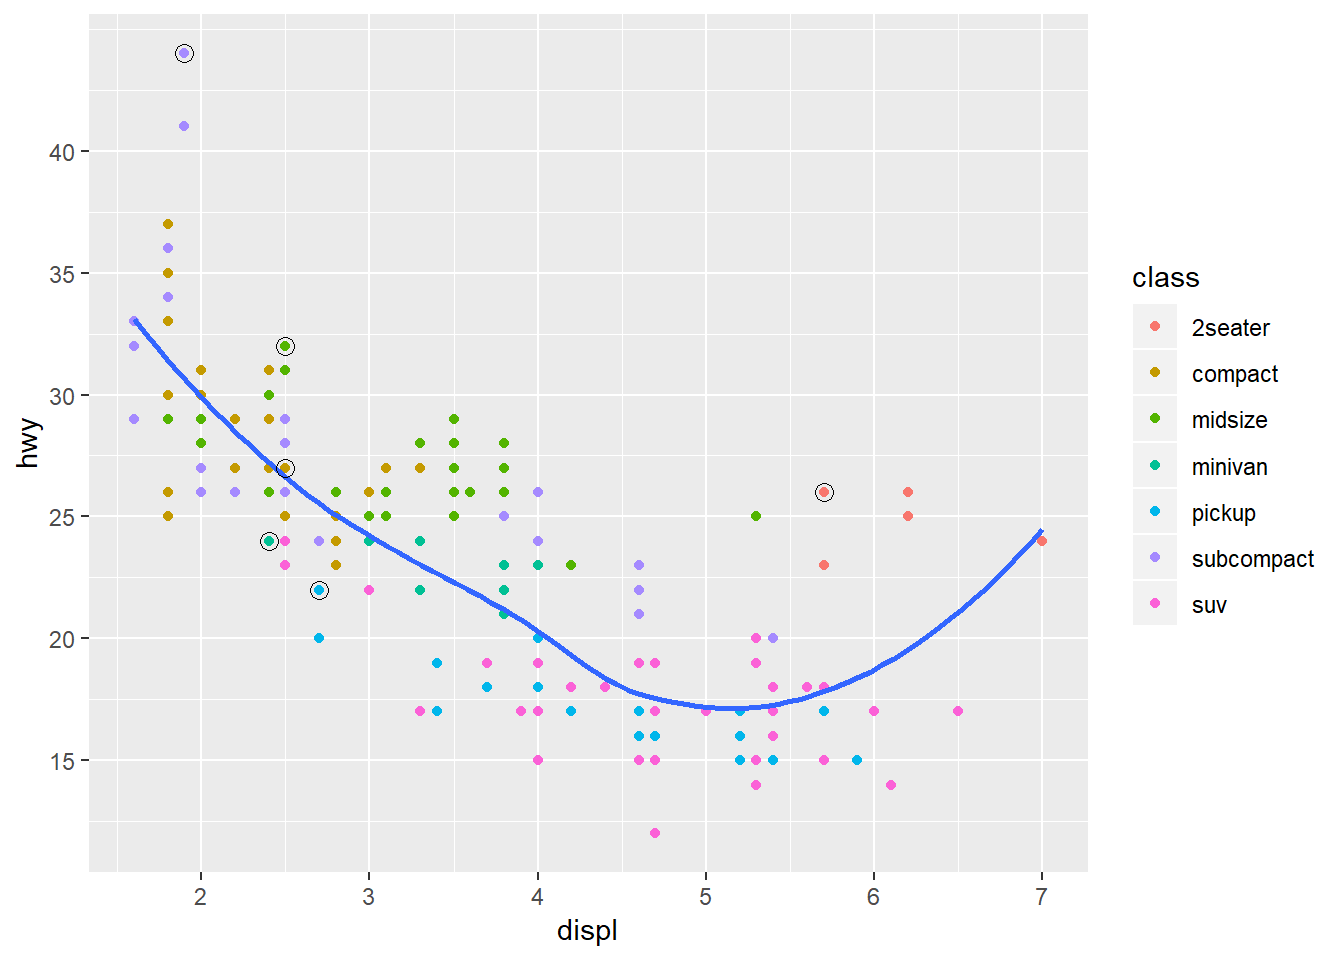 40
35
30
25
20
15
hwy
2 3 4 5 6 7
displ
class
2seater
compact
midsize
minivan
pickup
subcompact
suv